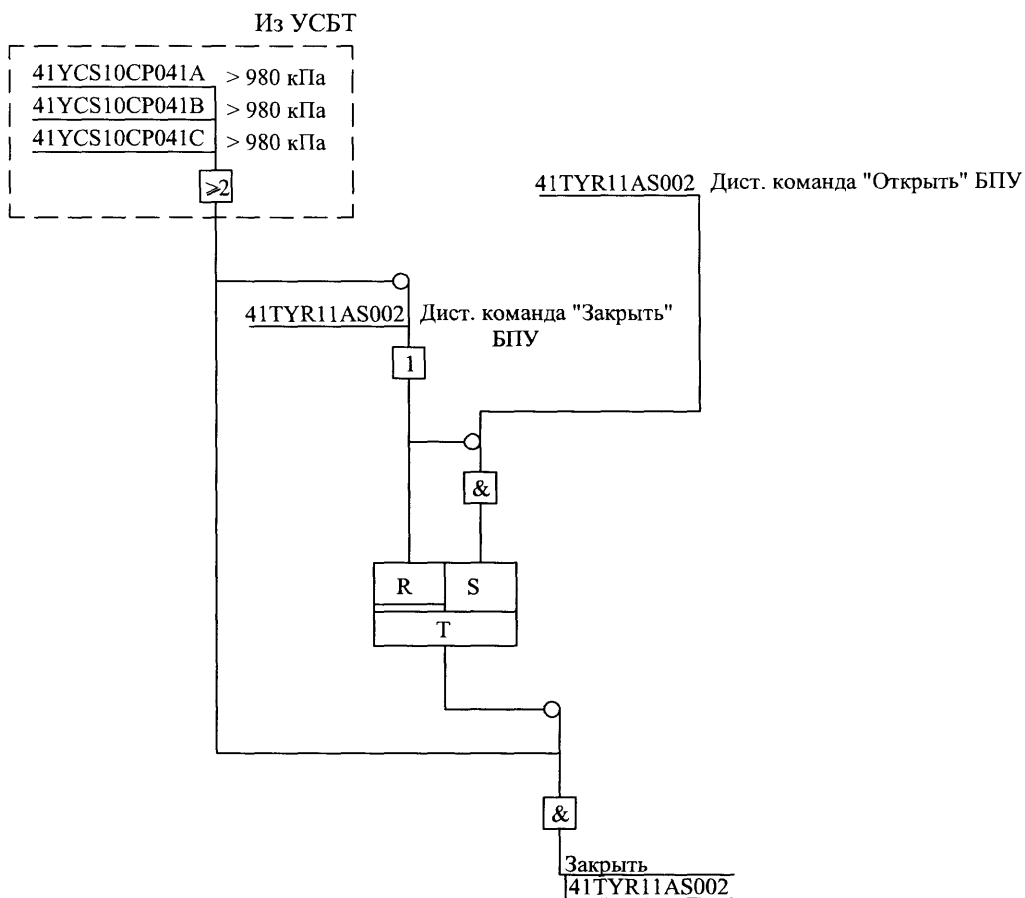 Из УСБТ
41YCS10CP041A > 980 кПа
41YCS10CP041B > 980 кПа
41YCS10CP041C > 980 кПа
⩾2
41TYR11AS002 Дист. команда "Открыть" БПУ
41TYR11AS002 Дист. команда "Закрыть"
БПУ
1
&
R S
T
&
Закрыть
41TYR11AS002